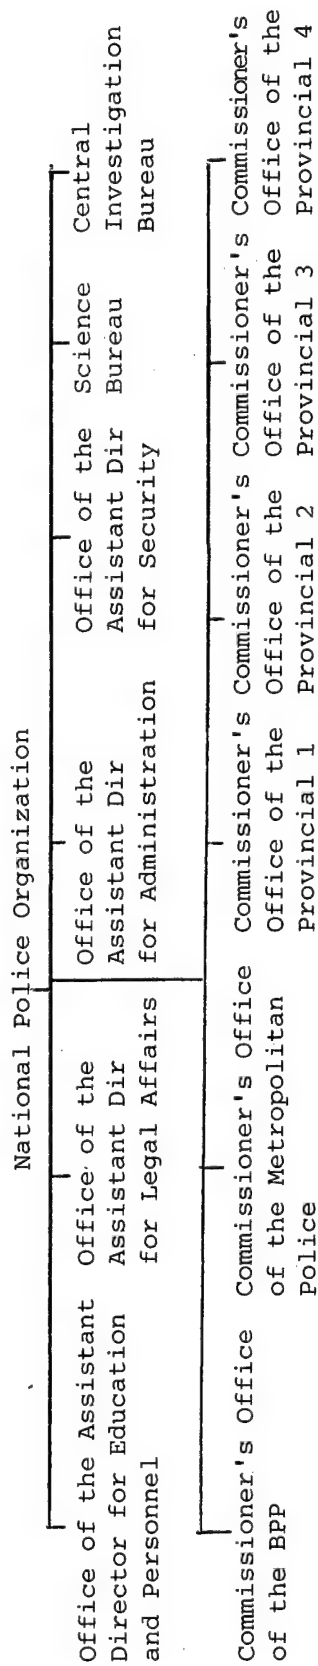 National Police Organization
Office of the Assistant
Director for Education
and Personnel
Office of the
Assistant Dir
for Legal Affairs
Office of the
Assistant Dir
for Administration
Office of the
Assistant Dir
for Security
Science
Bureau
Central
Investigation
Bureau
Commissioner's Office
of the BPP
Commissioner's Office
of the Metropolitan
Police
Commissioner's
Office of the
Provincial 1
Commissioner's
Office of the
Provincial 2
Commissioner's
Office of the
Provincial 3
Commissioner's
Office of the
Provincial 4